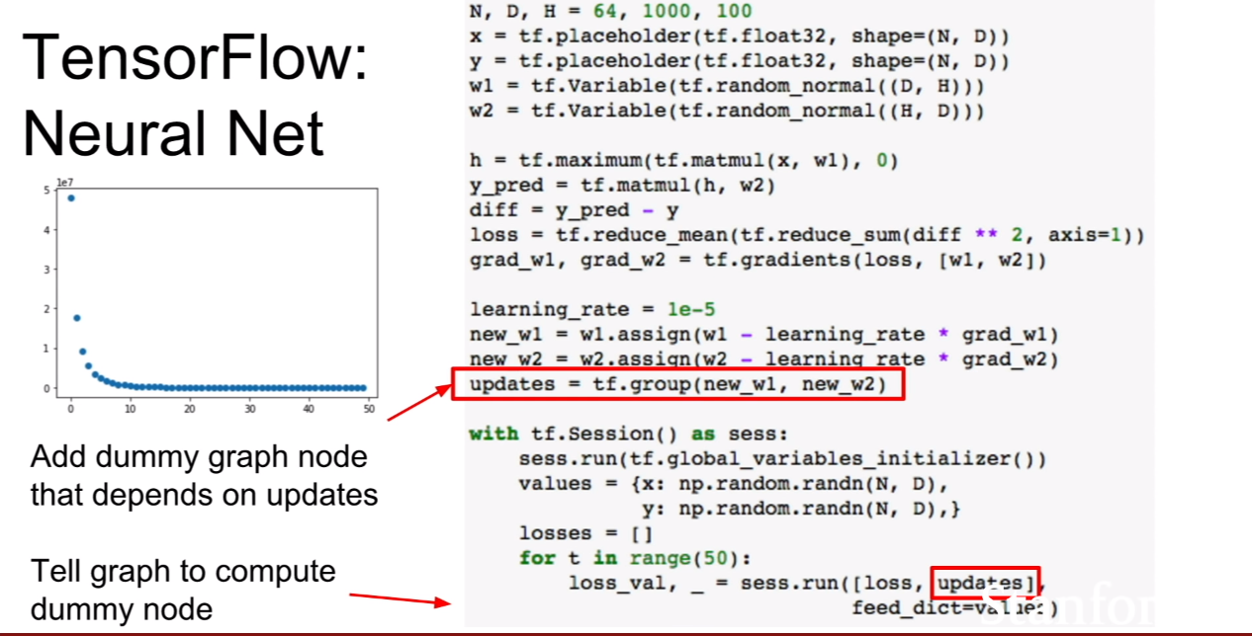 TensorFlow:
Neural Net
1e7
5
4
3
2
1
0
0 10 20 30 40 50
Add dummy graph node
that depends on updates
Tell graph to compute
dummy node
N, D, H = 64, 1000, 100
x = tf.placeholder(tf.float32, shape=(N, D))
y = tf.placeholder(tf.float32, shape=(N, D))
w1 = tf.Variable(tf.random_normal((D, H)))
w2 = tf.Variable(tf.random_normal((H, D)))
h = tf.maximum(tf.matmul(x, w1), 0)
y_pred = tf.matmul(h, w2)
diff = y_pred - y
loss = tf.reduce_mean(tf.reduce_sum(diff ** 2, axis=1))
grad_w1, grad_w2 = tf.gradients(loss, [w1, w2])
learning_rate = 1e-5
new_w1 = w1.assign(w1 - learning_rate * grad_w1)
new_w2 = w2.assign(w2 - learning_rate * grad_w2)
updates = tf.group(new_w1, new_w2)
with tf.Session() as sess:
sess.run(tf.global_variables_initializer())
values = {x: np.random.randn(N, D),
y: np.random.randn(N, D),}
losses = []
for t in range(50):
loss_val, _ = sess.run([loss, updates],
feed_dict=values)
Stanfor